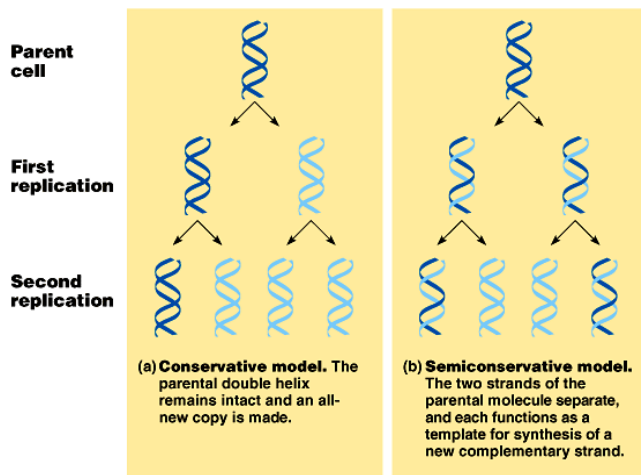 Parent
cell
First
replication
Second
replication
(a) Conservative model. The
parental double helix
remains intact and an all-
new copy is made.
(b) Semiconservative model.
The two strands of the
parental molecule separate,
and each functions as a
template for synthesis of a
new complementary strand.